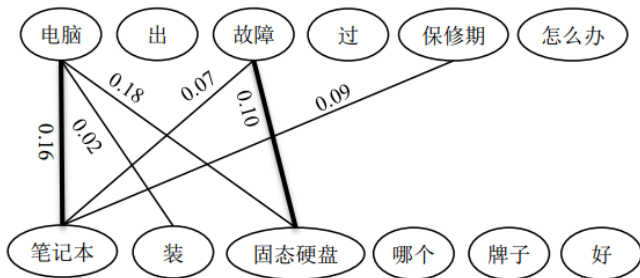 电脑 出 故障 过 保修期 怎么办
0.16 0.02 0.18 0.07 0.10 0.09
笔记本 装 固态硬盘 哪个 牌子 好